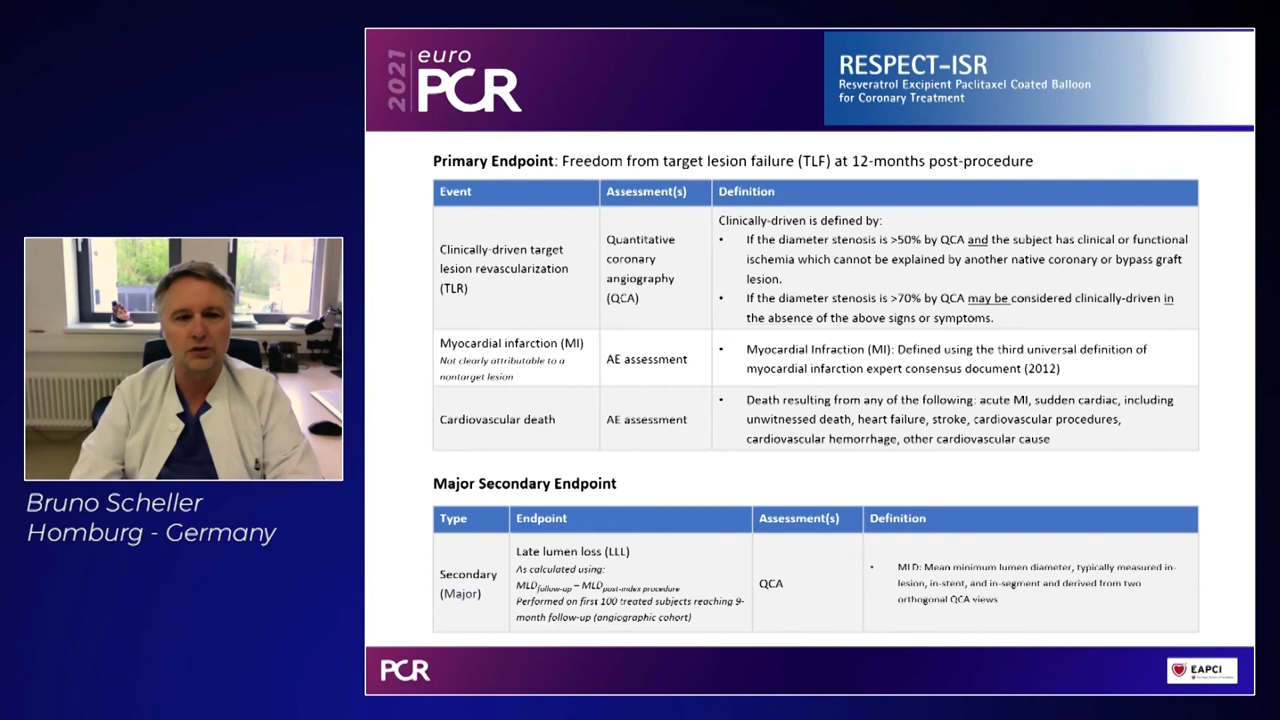 2021
euro
PCR
RESPECT-ISR
Resveratrol Excipient Paclitaxel Coated Balloon
for Coronary Treatment
Primary Endpoint: Freedom from target lesion failure (TLF) at 12-months post-procedure
Event
Assessment(s)
Definition
Clinically-driven target
lesion revascularization
(TLR)
Quantitative
coronary
angiography
(QCA)
Clinically-driven is defined by:
• If the diameter stenosis is >50% by QCA and the subject has clinical or functional
ischemia which cannot be explained by another native coronary or bypass graft
lesion.
• If the diameter stenosis is >70% by QCA may be considered clinically-driven in
the absence of the above signs or symptoms.
Myocardial infarction (MI)
Not clearly attributable to a
nontarget lesion
AE assessment
• Myocardial Infraction (MI): Defined using the third universal definition of
myocardial infarction expert consensus document (2012)
Cardiovascular death
AE assessment
• Death resulting from any of the following: acute MI, sudden cardiac, including
unwitnessed death, heart failure, stroke, cardiovascular procedures,
cardiovascular hemorrhage, other cardiovascular cause
Major Secondary Endpoint
Type
Endpoint
Assessment(s)
Definition
Secondary
(Major)
Late lumen loss (LLL)
As calculated using:
MLDfollow-up – MLDpost-index procedure
Performed on first 100 treated subjects reaching 9-
month follow-up (angiographic cohort)
QCA
• MLD: Mean minimum lumen diameter, typically measured in-
lesion, in-stent, and in-segment and derived from two
orthogonal QCA views
Bruno Scheller
Homburg - Germany
PCR
EAPCI